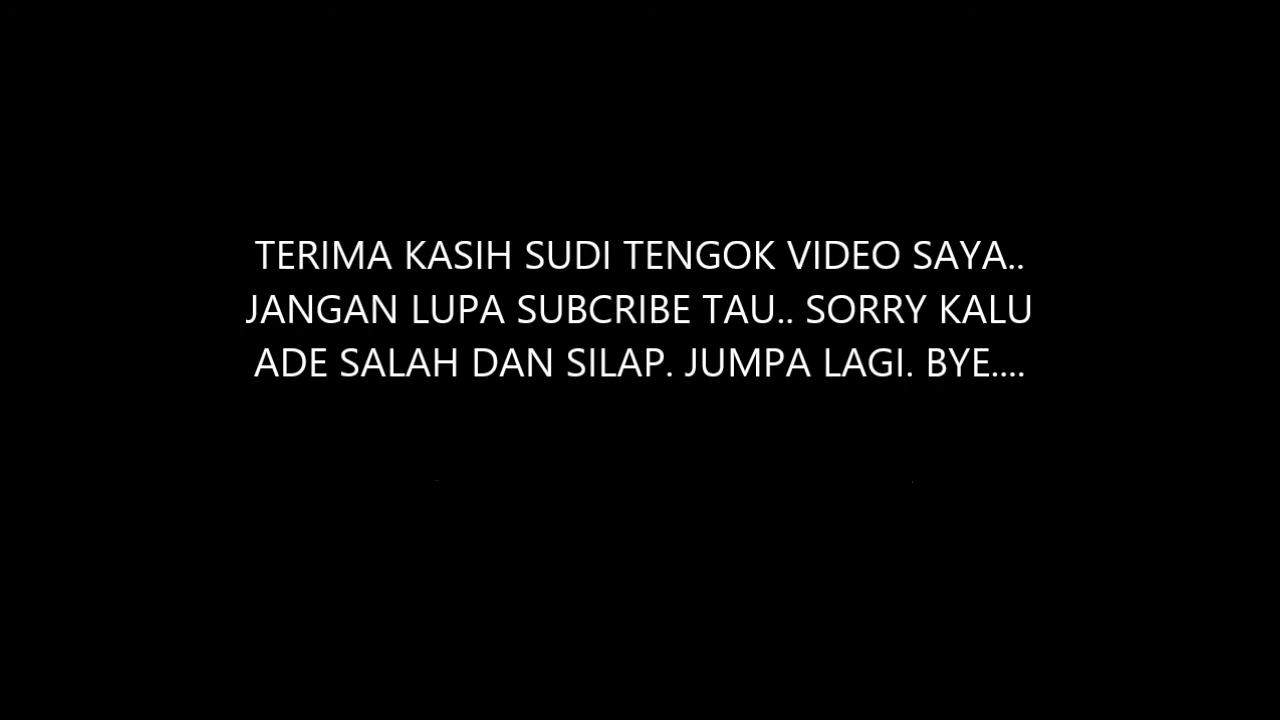 TERIMA KASIH SUDI TENGOK VIDEO SAYA..
JANGAN LUPA SUBCRIBE TAU.. SORRY KALU
ADE SALAH DAN SILAP. JUMPA LAGI. BYE....